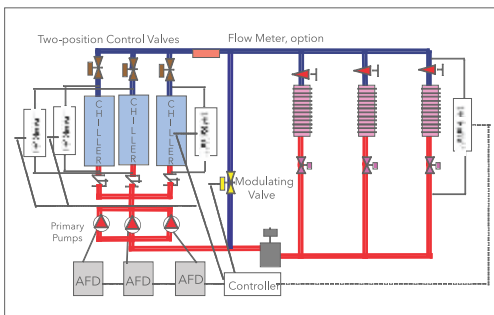 Two-position Control Valves
Flow Meter, option
CHILLER
CHILLER
CHILLER
Modulating
Valve
Primary
Pumps
AFD
AFD
AFD
Controller